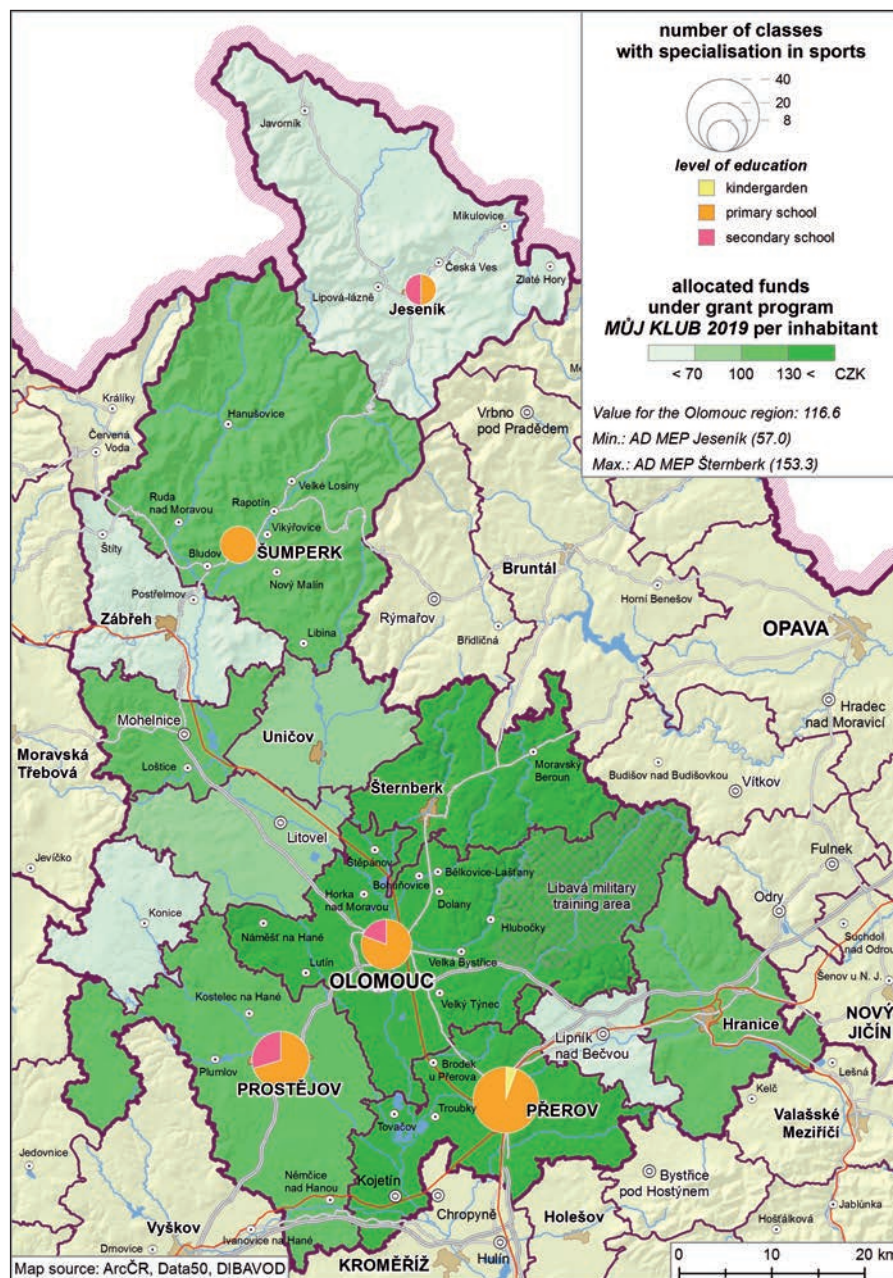 number of classes
with specialisation in sports
40
20
8
level of education
kindergarden
primary school
secondary school
allocated funds
under grant program
MŮJ KLUB 2019 per inhabitant
< 70 100 130 < CZK
Value for the Olomouc region: 116.6
Min.: AD MEP Jeseník (57.0)
Max.: AD MEP Šternberk (153.3)
Javorník
Mikulovice
Česká Ves
Zlaté Hory
Lipová-lázně
Jeseník
Králíky
Červená
Voda
Hanušovice
Vrbno
pod Pradědem
Velké Losiny
Ruda
nad Moravou
Rapotín
Vikýřovice
Štíty
Bludov
ŠUMPERK
Nový Malín
Postřelmov
Zábřeh
Libina
Bruntál
Horní Benešov
Rýmařov
Břidličná
OPAVA
Hradec
nad Moravicí
Mohelnice
Uničov
Moravská
Třebová
Loštice
Moravský
Beroun
Budišov nad Budišovkou
Vítkov
Šternberk
Litovel
Jevíčko
Štěpánov
Bohuňovice
Bělkovice-Lašťany
Fulnek
Horka
nad Moravou
Dolany
Libavá military
training area
Odry
Konice
Náměšť na Hané
Hlubočky
Suchdol
nad Odrou
Lutín
OLOMOUC
Velká Bystřice
Šenov u N. J.
Kostelec na Hané
Velký Týnec
Hranice
NOVÝ
JIČÍN
Lipník
nad Bečvou
Plumlov
PROSTĚJOV
Brodek
u Přerova
Lešná
Kelč
Troubky
PŘEROV
Tovačov
Valašské
Meziříčí
Jedovnice
Němčice
nad Hanou
Kojetín
Bystřice
pod Hostýnem
Jablůnka
Vyškov
Chropyně
Holešov
Hošťálková
Ivanovice na Hané
Drnovice
KROMĚŘÍŽ
Hulín
Map source: ArcČR, Data50, DIBAVOD
0 10 20 km